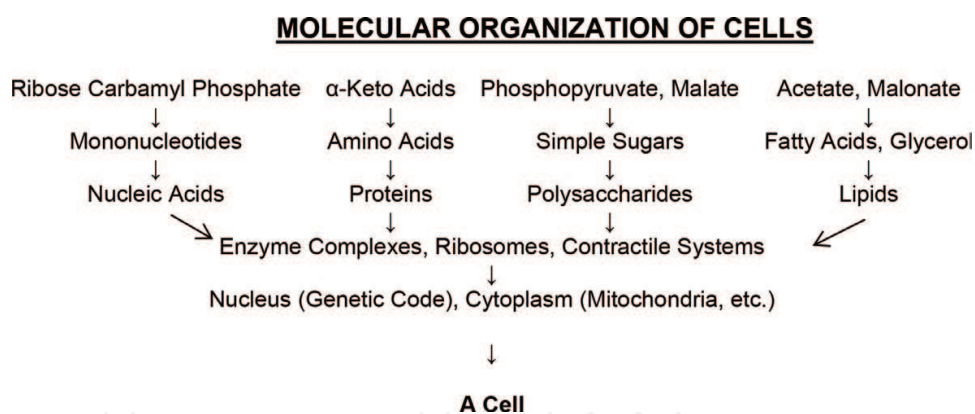 MOLECULAR ORGANIZATION OF CELLS
Ribose Carbamyl Phosphate α-Keto Acids Phosphopyruvate, Malate Acetate, Malonate
↓ ↓ ↓ ↓
Mononucleotides Amino Acids Simple Sugars Fatty Acids, Glycerol
↓ ↓ ↓ ↓
Nucleic Acids Proteins Polysaccharides Lipids
↓ ↓
Enzyme Complexes, Ribosomes, Contractile Systems
↓
Nucleus (Genetic Code), Cytoplasm (Mitochondria, etc.)
↓
A Cell